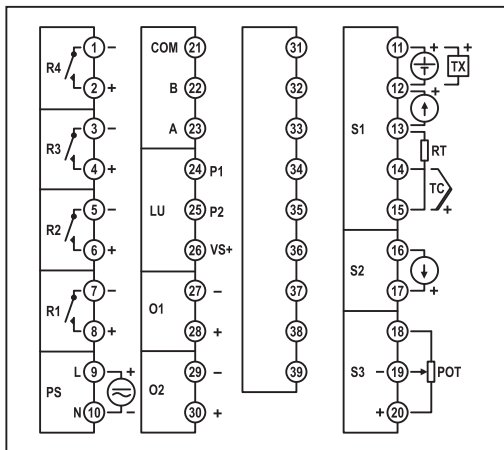 R4
1 −
2 +
R3
3 −
4 +
R2
5 −
6 +
R1
7 −
8 +
PS
L 9 +
N 10 −
COM 21
B 22
A 23
LU
24 P1
25 P2
26 VS+
O1
27 −
28 +
O2
29 −
30 +
31
32
33
34
35
36
37
38
39
S1
11 + +
TX
12 +
13
RT
14
TC
15 +
S2
16
17 +
S3
18
− 19 POT
+ 20